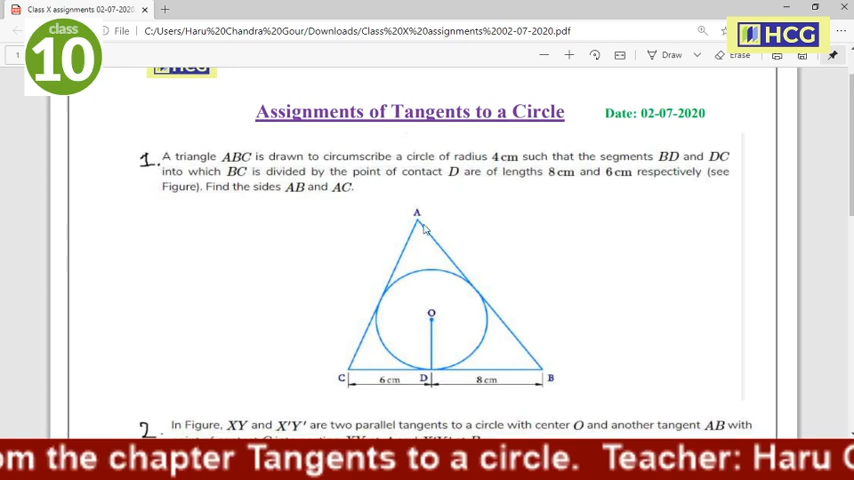 Class X assignments 02-07-2020
File
C:/Users/Haru%20Chandra%20Gour/Downloads/Class%20X%20assignments%2002-07-2020.pdf
class
10
HCG
1
Draw
Erase
HCG
Assignments of Tangents to a Circle
Date: 02-07-2020
1. A triangle ABC is drawn to circumscribe a circle of radius 4 cm such that the segments BD and DC
into which BC is divided by the point of contact D are of lengths 8 cm and 6 cm respectively (see
Figure). Find the sides AB and AC.
A
O
C
D
B
6 cm
8 cm
2. In Figure, XY and X'Y' are two parallel tangents to a circle with center O and another tangent AB with
om the chapter Tangents to a circle. Teacher: Haru